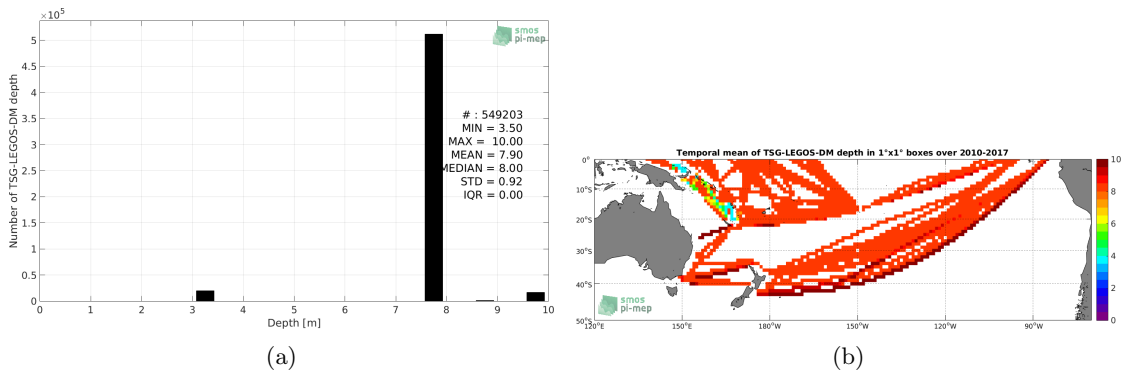 ×10⁵
5
4.5
4
3.5
3
2.5
2
1.5
1
0.5
0
0 1 2 3 4 5 6 7 8 9 10
Number of TSG-LEGOS-DM depth
Depth [m]
smos
pi-mep
# : 549203
MIN = 3.50
MAX = 10.00
MEAN = 7.90
MEDIAN = 8.00
STD = 0.92
IQR = 0.00
(a)
Temporal mean of TSG-LEGOS-DM depth in 1°x1° boxes over 2010-2017
0°
10°S
20°S
30°S
40°S
50°S
120°E 150°E 180°W 150°W 120°W 90°W
10
8
6
4
2
0
smos
pi-mep
(b)